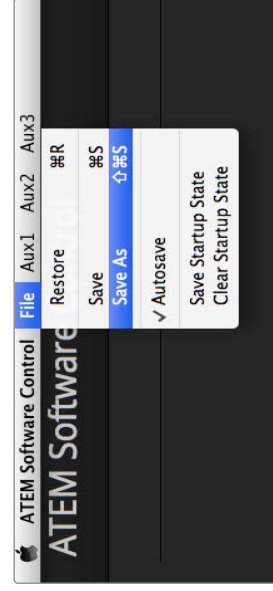 ATEM Software Control File Aux1 Aux2 Aux3
ATEM Software Control
Restore ⌘R
Save ⌘S
Save As ⇧⌘S
✓ Autosave
Save Startup State
Clear Startup State